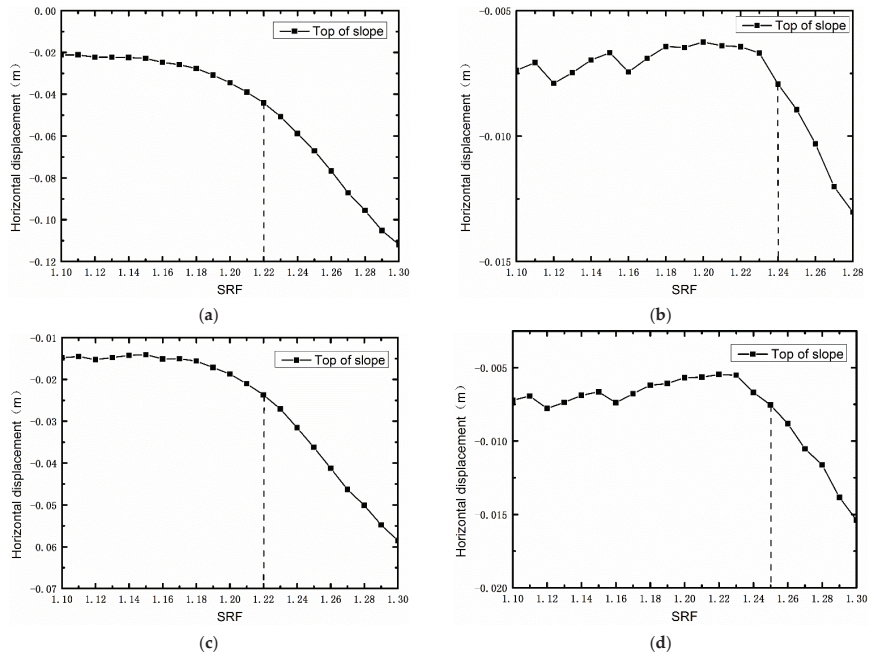 0.00
-0.02
-0.04
-0.06
-0.08
-0.10
-0.12
Horizontal displacement (m)
Top of slope
1.10 1.12 1.14 1.16 1.18 1.20 1.22 1.24 1.26 1.28 1.30
SRF
(a)
-0.005
-0.010
-0.015
Horizontal displacement (m)
Top of slope
1.10 1.12 1.14 1.16 1.18 1.20 1.22 1.24 1.26 1.28
SRF
(b)
-0.01
-0.02
-0.03
-0.04
-0.05
0.06
-0.07
Horizontal displacement (m)
Top of slope
1.10 1.12 1.14 1.16 1.18 1.20 1.22 1.24 1.26 1.28 1.30
SRF
(c)
-0.005
-0.010
-0.015
-0.020
Horizontal displacement (m)
Top of slope
1.10 1.12 1.14 1.16 1.18 1.20 1.22 1.24 1.26 1.28 1.30
SRF
(d)